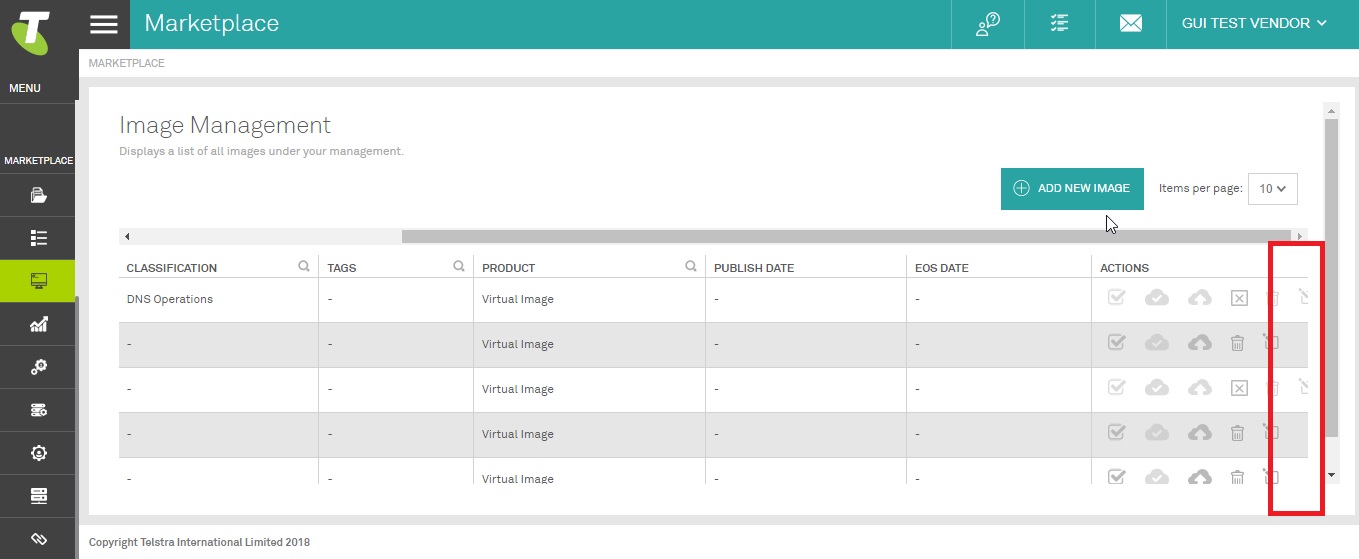 GUI TEST VENDOR
Marketplace
MENU
MARKETPLACE
MARKETPLACE
Image Management
Displays a list of all images under your management.
ADD NEW IMAGE
Items per page: 10
CLASSIFICATION TAGS PRODUCT PUBLISH DATE EOS DATE ACTIONS
DNS Operations - Virtual Image - -
- - Virtual Image - -
- - Virtual Image - -
- - Virtual Image - -
- - Virtual Image - -
Copyright Telstra International Limited 2018